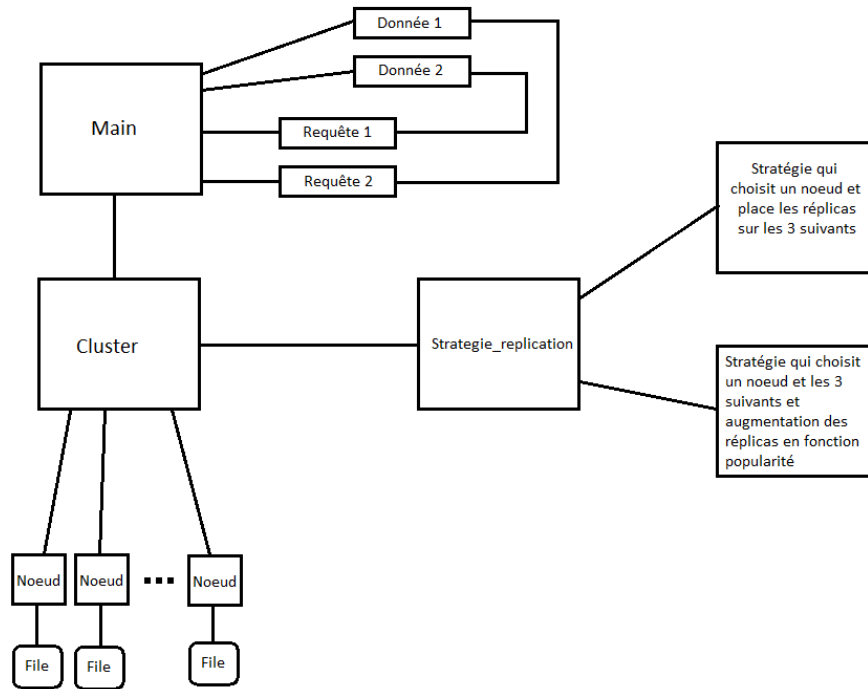 Donnée 1
Donnée 2
Main
Requête 1
Requête 2
Stratégie qui
choisit un noeud et
place les réplicas
sur les 3 suivants
Cluster
Strategie_replication
Stratégie qui choisit
un noeud et les 3
suivants et
augmentation des
réplicas en fonction
popularité
Noeud
Noeud
Noeud
File
File
File